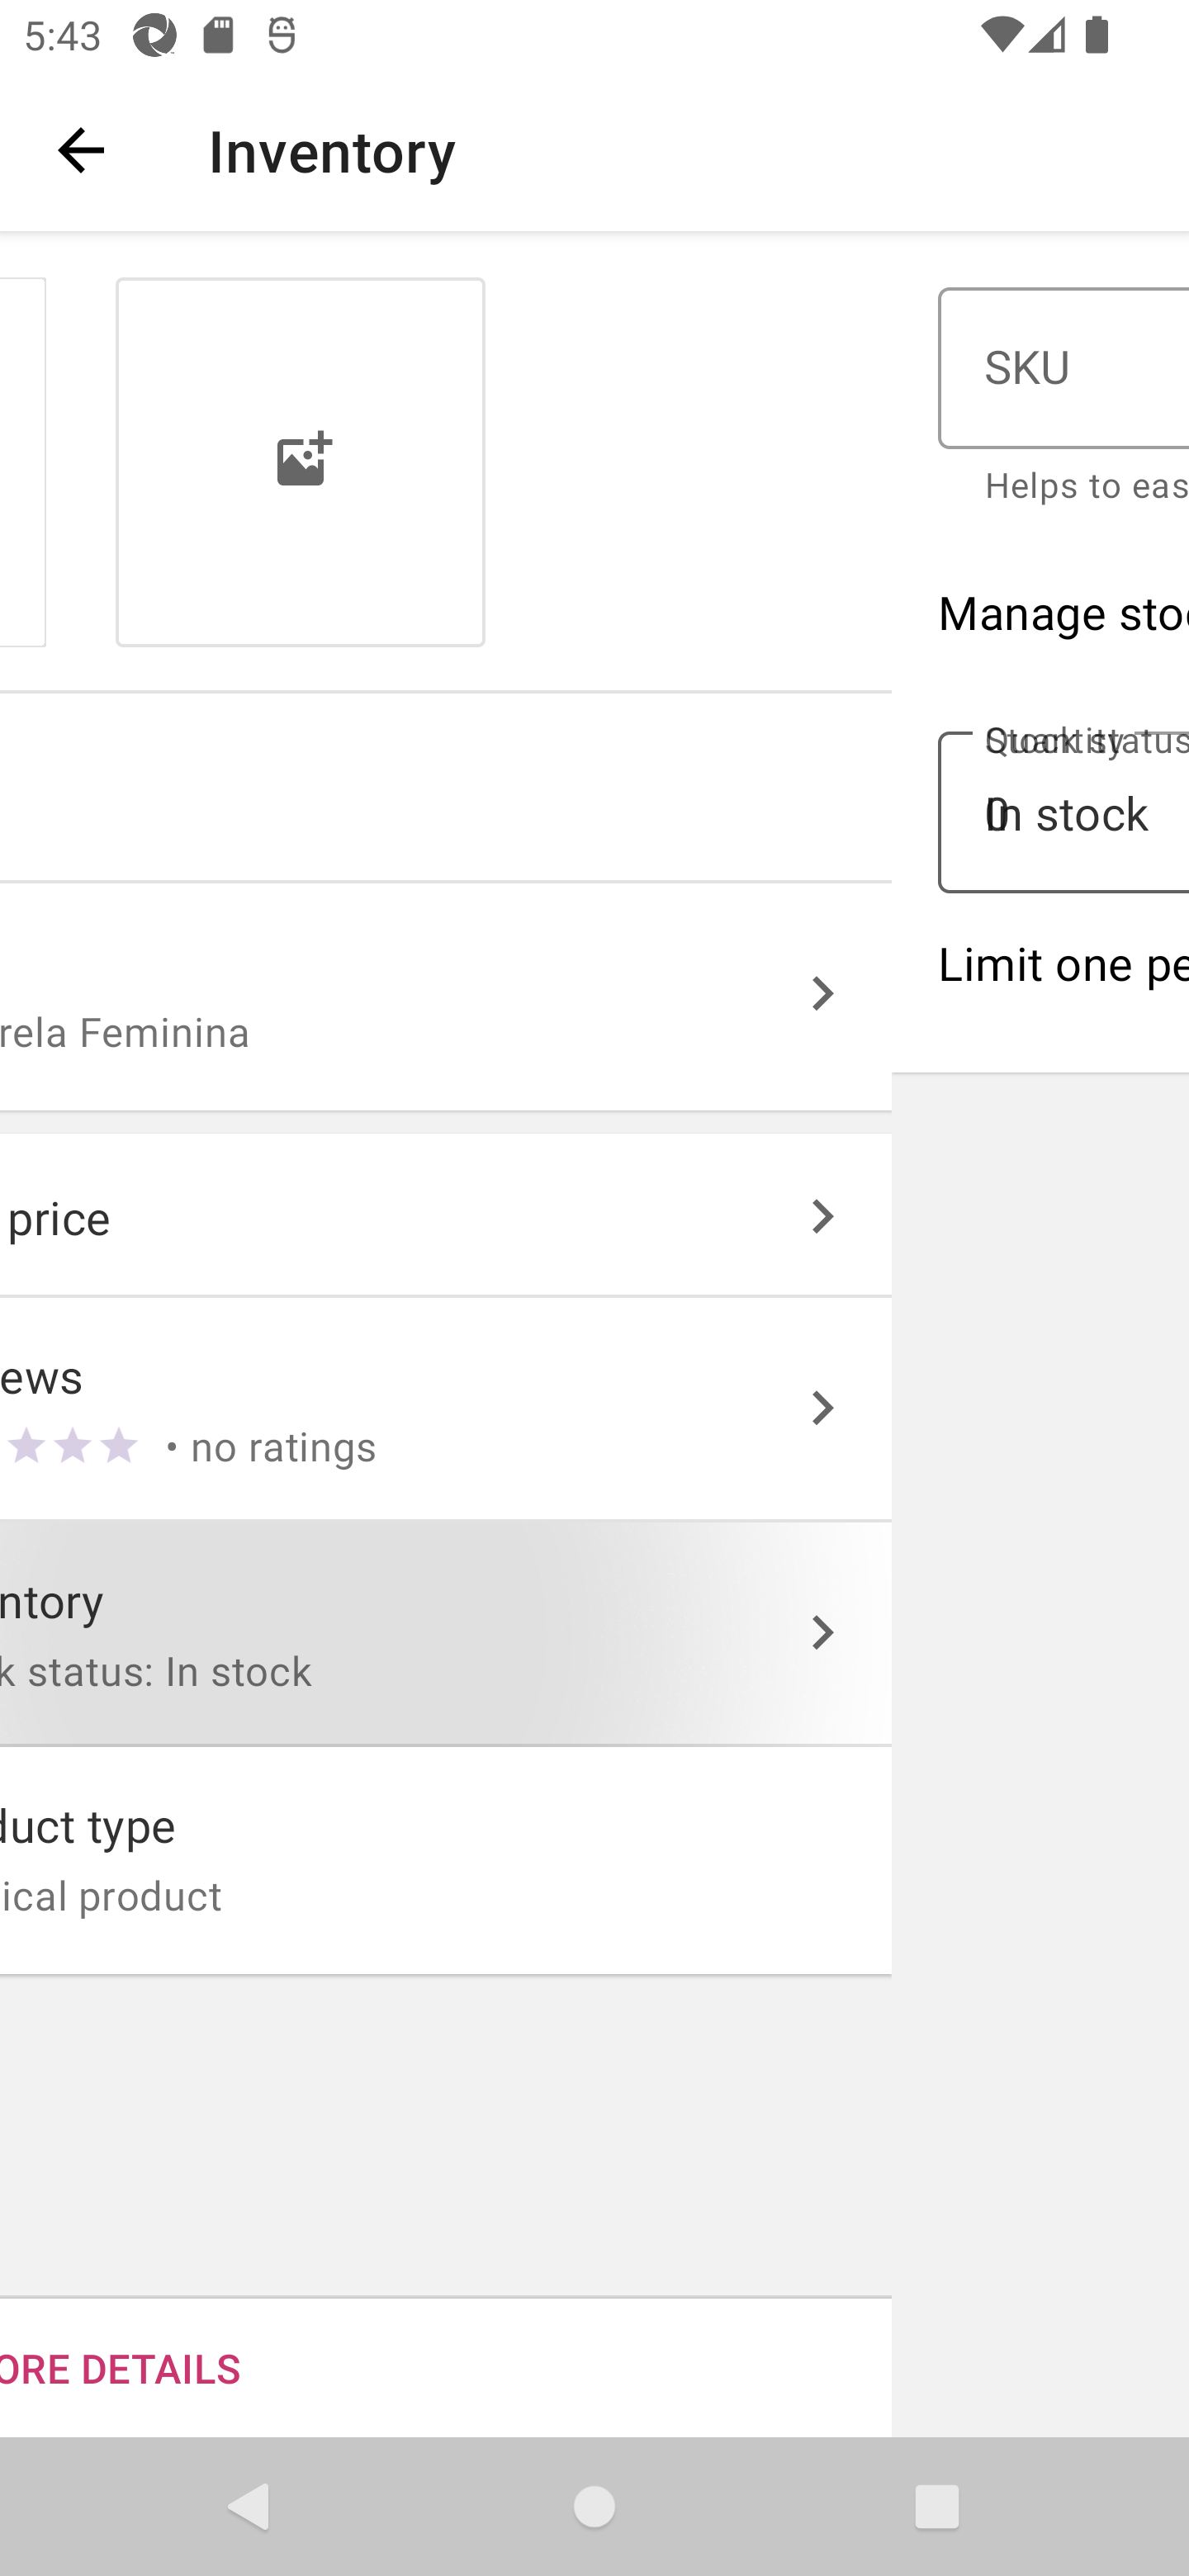 5:43
Inventory
SKU
Helps to eas
Manage sto
Stock status
Quantity
In stock
0
Limit one pe
rela Feminina
price
ews
• no ratings
ntory
k status: In stock
duct type
ical product
ORE DETAILS